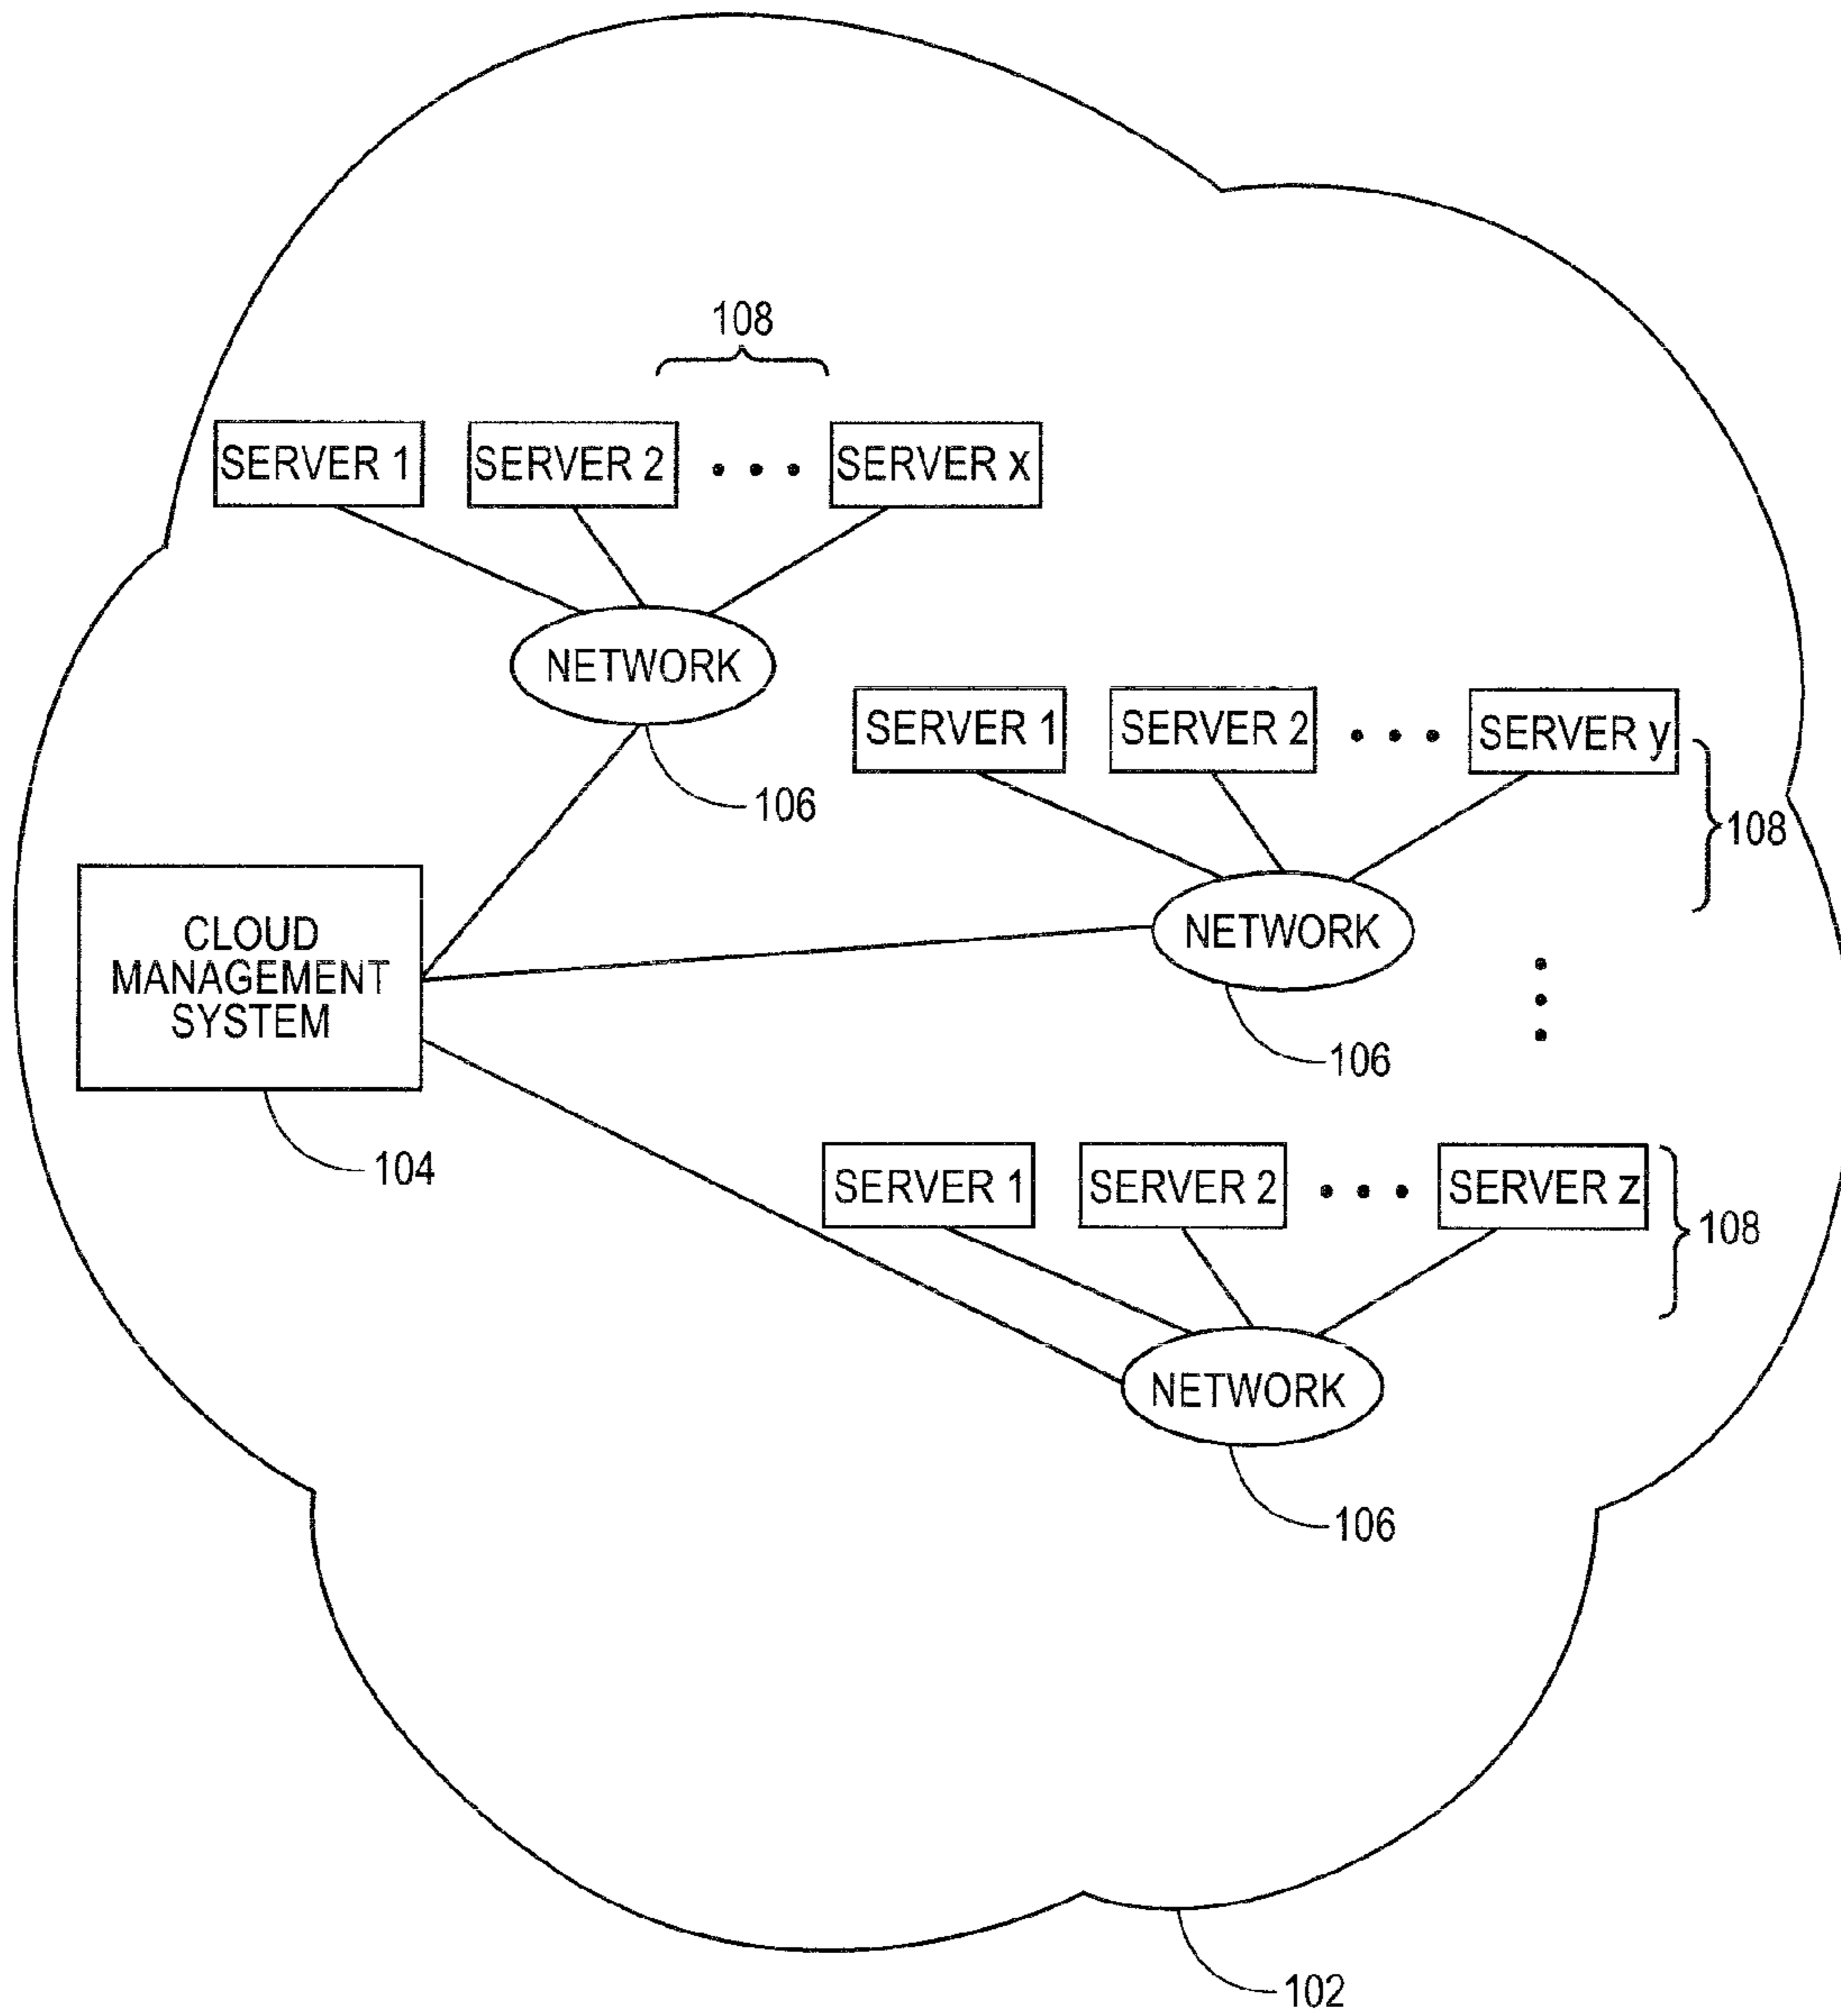 108
SERVER 1 SERVER 2 • • • SERVER x
NETWORK
106
SERVER 1 SERVER 2 • • • SERVER y
108
NETWORK
106
CLOUD
MANAGEMENT
SYSTEM
104
SERVER 1 SERVER 2 • • • SERVER z
108
NETWORK
106
102